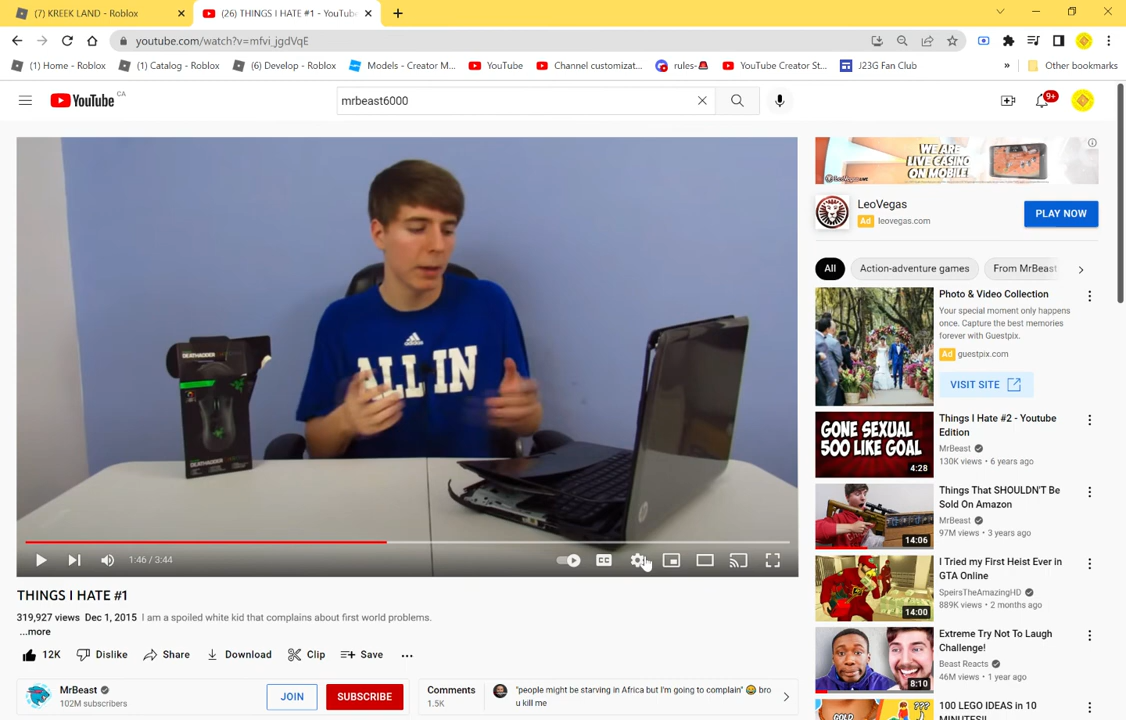 (7) KREEK LAND - Roblox
(26) THINGS I HATE #1 - YouTube
youtube.com/watch?v=mfvi_jgdVqE
(1) Home - Roblox
(1) Catalog - Roblox
(6) Develop - Roblox
Models - Creator M...
YouTube
Channel customizat...
rules-
YouTube Creator St...
J23G Fan Club
»
Other bookmarks
YouTube CA
mrbeast6000
9+
DEATHADDER
DEATHADDER
adidas
ALL IN
1:46 / 3:44
CC
THINGS I HATE #1
319,927 views Dec 1, 2015 I am a spoiled white kid that complains about first world problems.
...more
12K
Dislike
Share
Download
Clip
Save
MrBeast
102M subscribers
JOIN
SUBSCRIBE
Comments
1.5K
"people might be starving in Africa but I'm going to complain" 😂 bro
u kill me
WE ARE
LIVE CASINO
ON MOBILE
LeoVegas
Ad leovegas.com
PLAY NOW
All
Action-adventure games
From MrBeast
Photo & Video Collection
Your special moment only happens
once. Capture the best memories
forever with Guestpix.
Ad guestpix.com
VISIT SITE
GONE SEXUAL
500 LIKE GOAL
4:28
Things I Hate #2 - Youtube
Edition
MrBeast
130K views • 6 years ago
14:06
Things That SHOULDN'T Be
Sold On Amazon
MrBeast
97M views • 3 years ago
14:00
I Tried my First Heist Ever in
GTA Online
SpeirsTheAmazingHD
889K views • 2 months ago
8:10
Extreme Try Not To Laugh
Challenge!
Beast Reacts
46M views • 1 year ago
???
100 LEGO IDEAS in 10
MINUTES!!